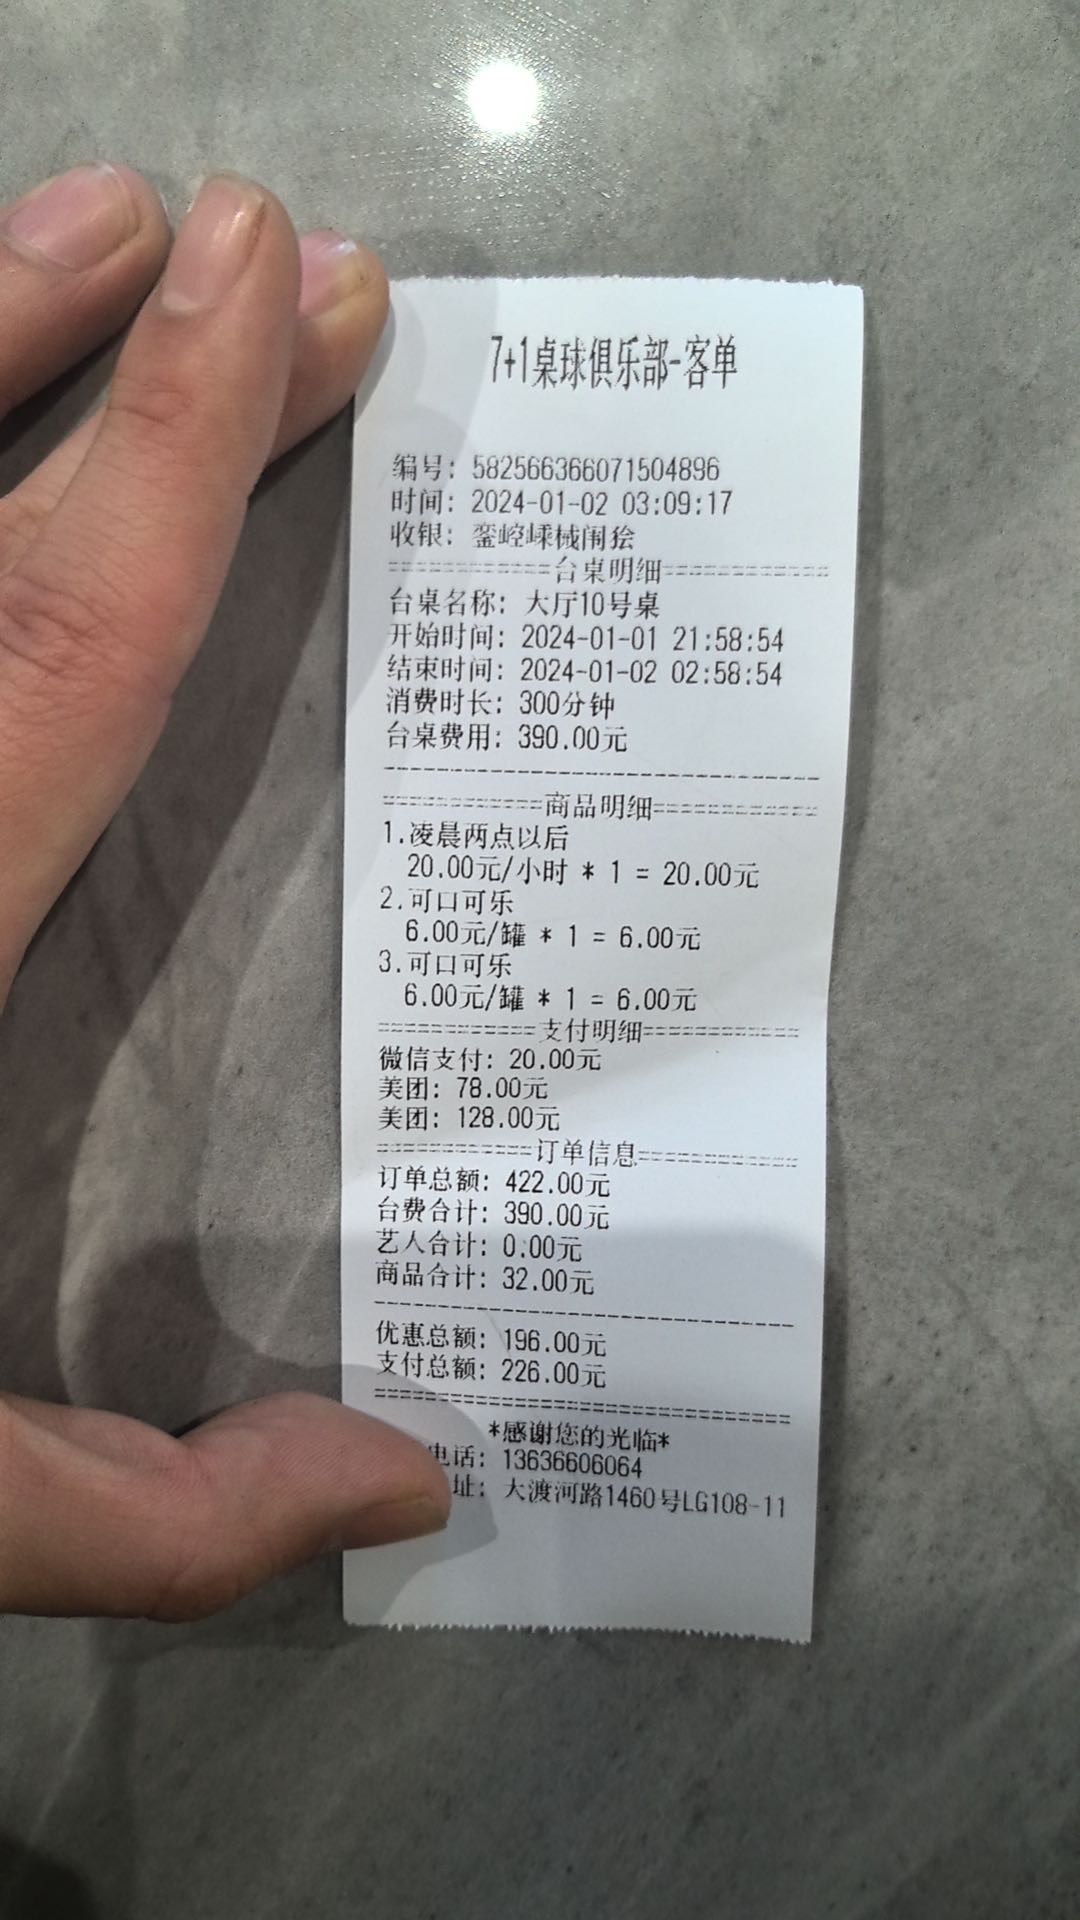 7+1桌球俱乐部-客单
编号: 582566366071504896
时间: 2024-01-02 03:09:17
收银: 銮崆嵊械闱狯
===========台桌明细============
台桌名称: 大厅10号桌
开始时间: 2024-01-01 21:58:54
结束时间: 2024-01-02 02:58:54
消费时长: 300分钟
台桌费用: 390.00元
--------------------------------
===========商品明细============
1.凌晨两点以后
20.00元/小时 * 1 = 20.00元
2.可口可乐
6.00元/罐 * 1 = 6.00元
3.可口可乐
6.00元/罐 * 1 = 6.00元
===========支付明细============
微信支付: 20.00元
美团: 78.00元
美团: 128.00元
===========订单信息============
订单总额: 422.00元
台费合计: 390.00元
艺人合计: 0.00元
商品合计: 32.00元
--------------------------------
优惠总额: 196.00元
支付总额: 226.00元
================================
*感谢您的光临*
电话: 13636606064
址: 大渡河路1460号LG108-11